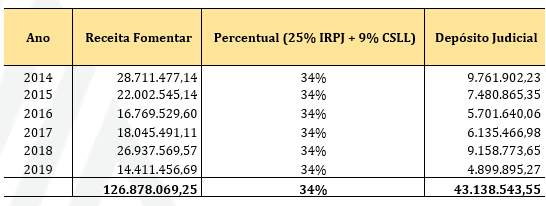 Ano Receita Fomentar Percentual (25% IRPJ + 9% CSLL) Depósito Judicial
2014 28.711.477,14 34% 9.761.902,23
2015 22.002.545,14 34% 7.480.865,35
2016 16.769.529,60 34% 5.701.640,06
2017 18.045.491,11 34% 6.135.466,98
2018 26.937.569,57 34% 9.158.773,65
2019 14.411.456,69 34% 4.899.895,27
126.878.069,25 34% 43.138.543,55